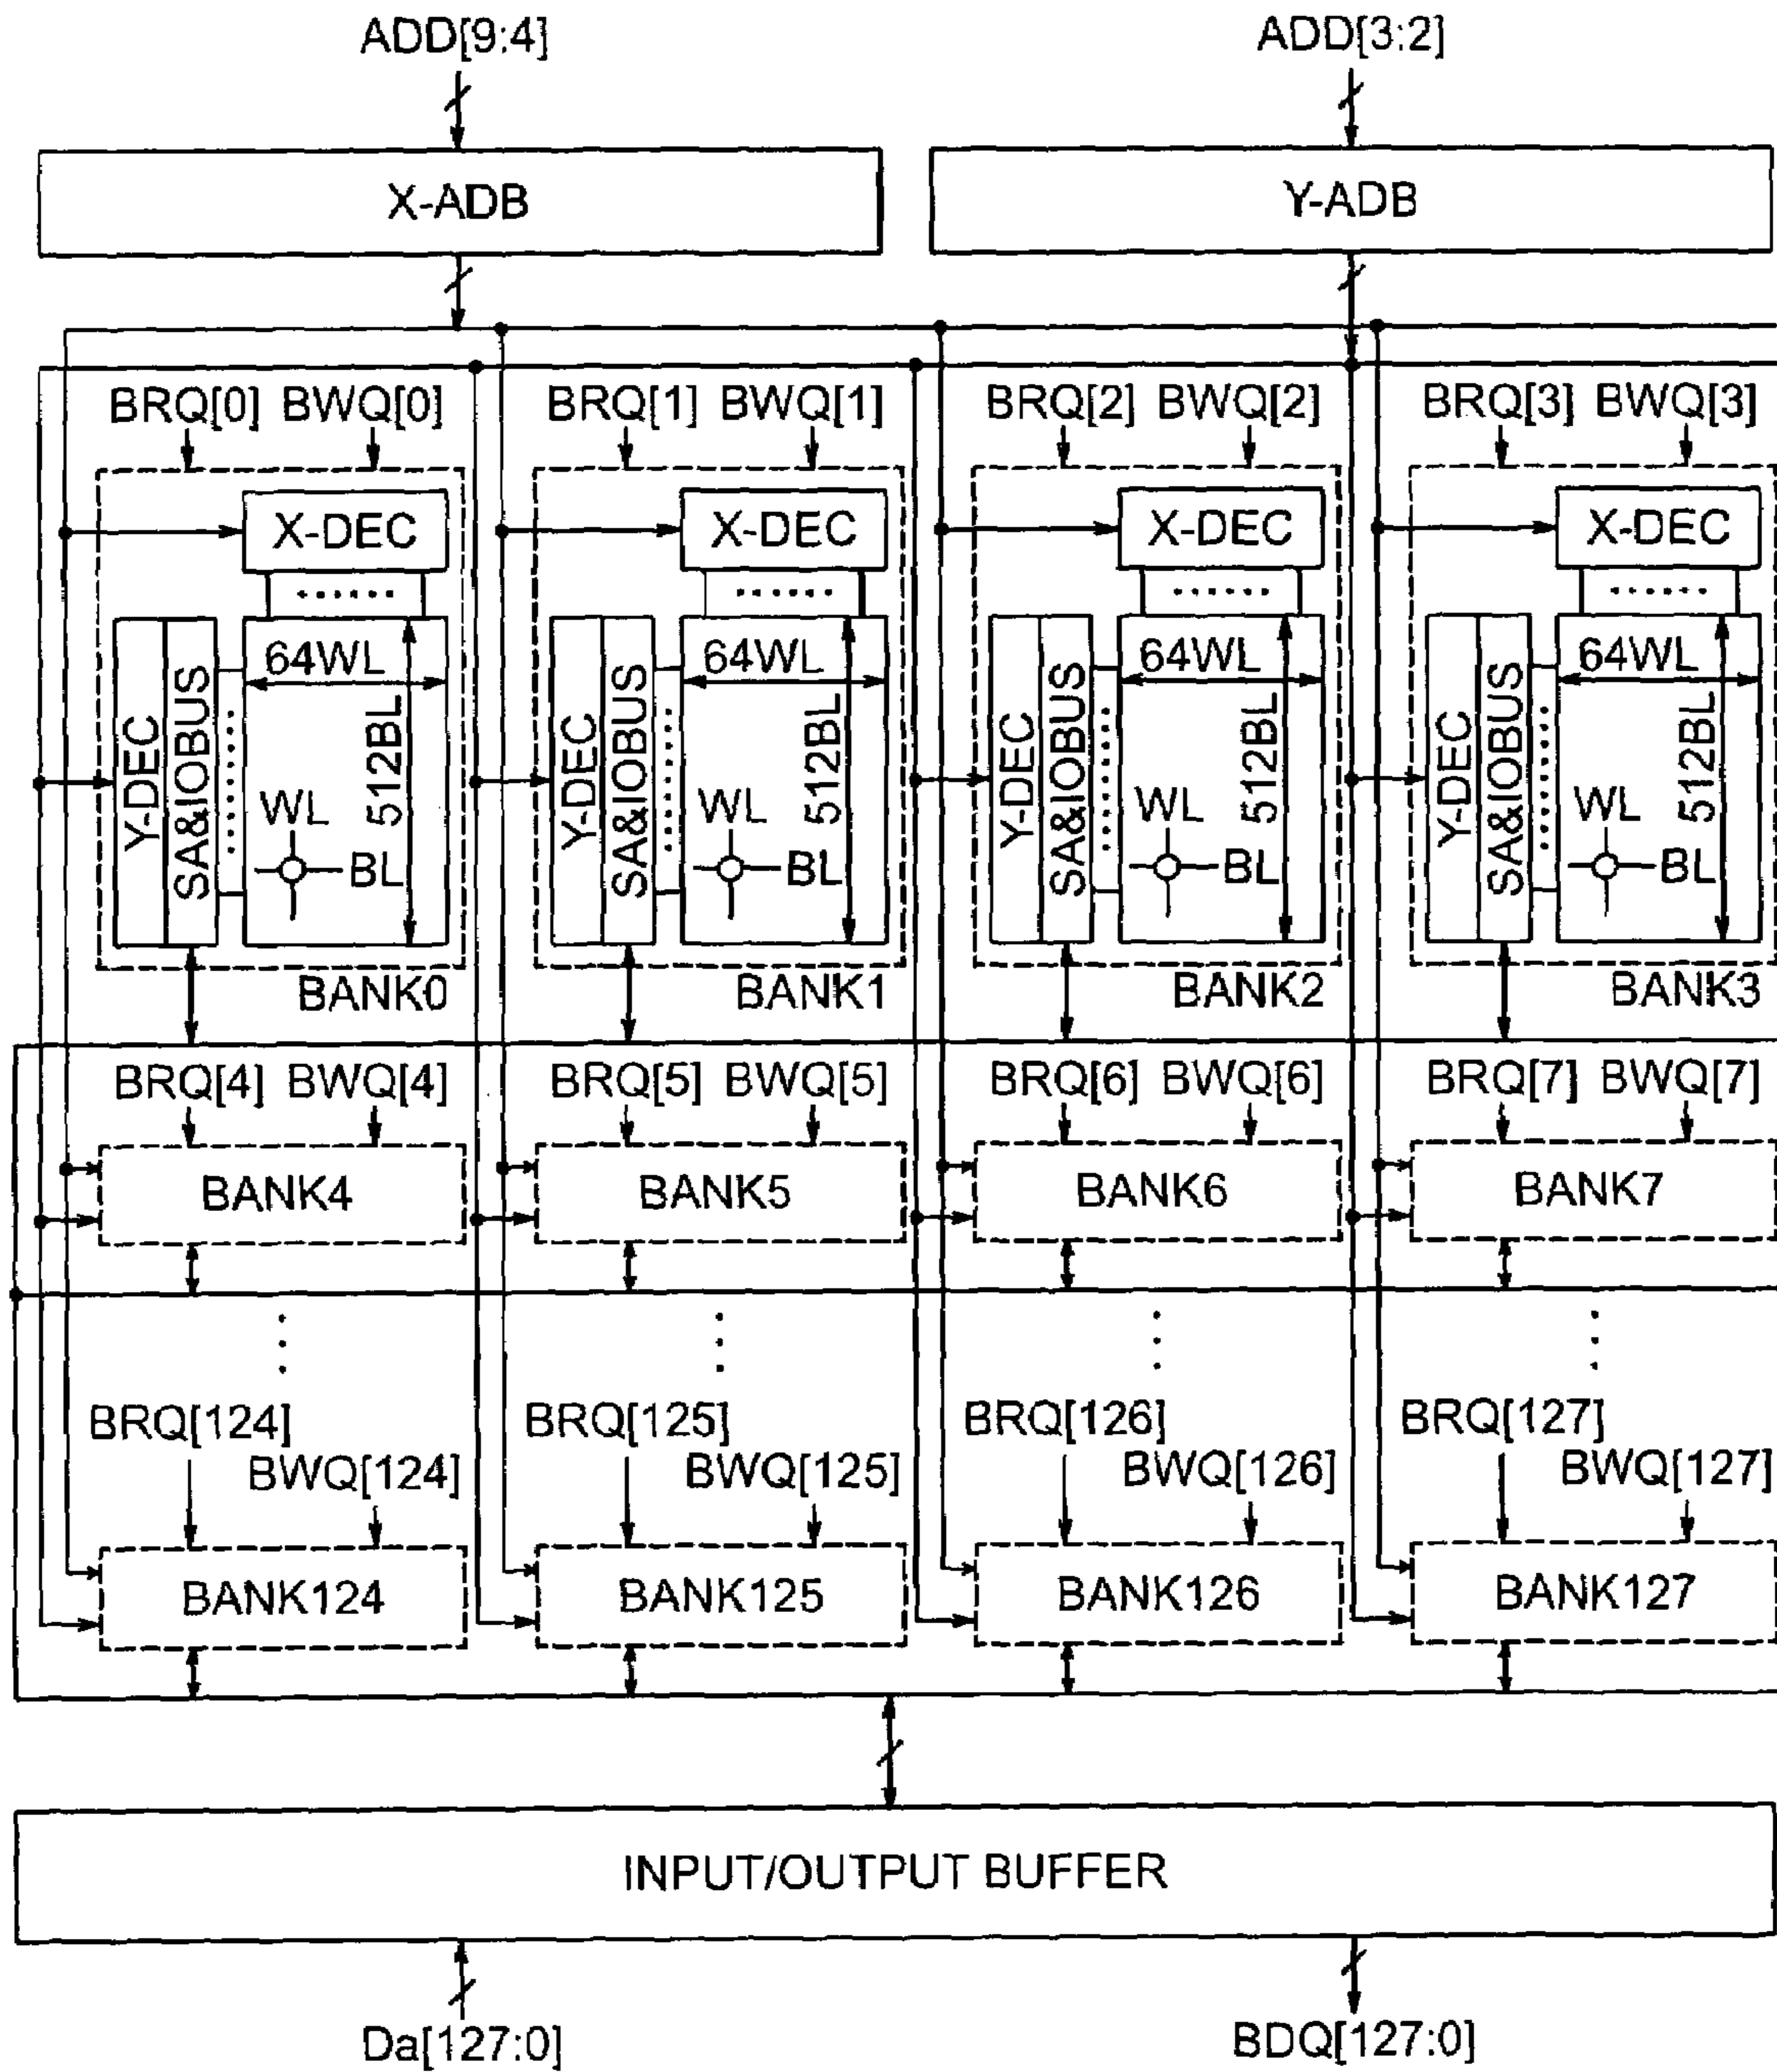 ADD[9:4] ADD[3:2]
X-ADB Y-ADB
BRQ[0] BWQ[0] BRQ[1] BWQ[1] BRQ[2] BWQ[2] BRQ[3] BWQ[3]
X-DEC X-DEC X-DEC X-DEC
64WL 64WL 64WL 64WL
Y-DEC SA&IOBUS 512BL Y-DEC SA&IOBUS 512BL Y-DEC SA&IOBUS 512BL Y-DEC SA&IOBUS 512BL
WL WL WL WL
BL BL BL BL
BANK0 BANK1 BANK2 BANK3
BRQ[4] BWQ[4] BRQ[5] BWQ[5] BRQ[6] BWQ[6] BRQ[7] BWQ[7]
BANK4 BANK5 BANK6 BANK7
BRQ[124] BRQ[125] BRQ[126] BRQ[127]
BWQ[124] BWQ[125] BWQ[126] BWQ[127]
BANK124 BANK125 BANK126 BANK127
INPUT/OUTPUT BUFFER
Da[127:0] BDQ[127:0]